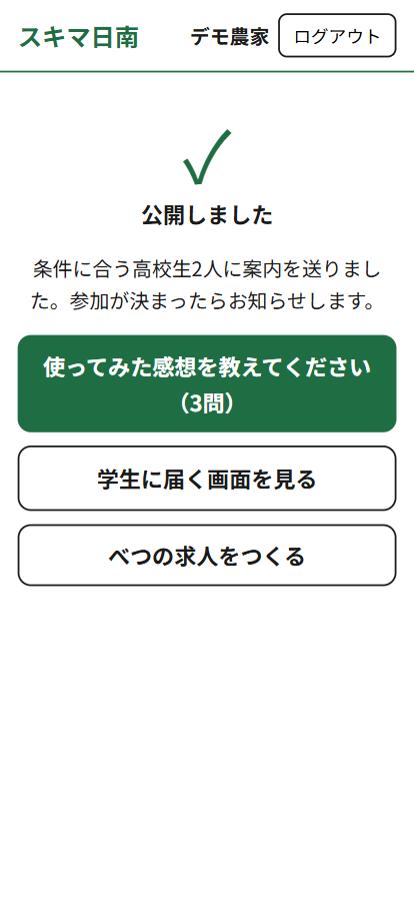 スキマ日南
デモ農家
ログアウト
公開しました
条件に合う高校生2人に案内を送りまし
た。参加が決まったらお知らせします。
使ってみた感想を教えてください
（3問）
学生に届く画面を見る
べつの求人をつくる